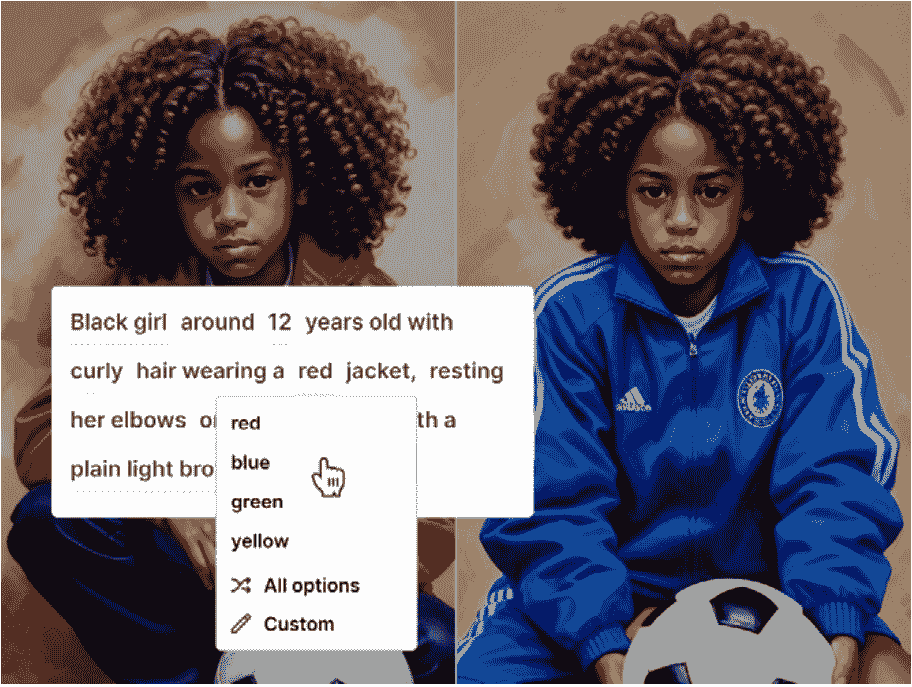 Black girl around 12 years old with
curly hair wearing a red jacket, resting
her elbows
th a
plain light bro
red
blue
green
yellow
All options
Custom
adidas